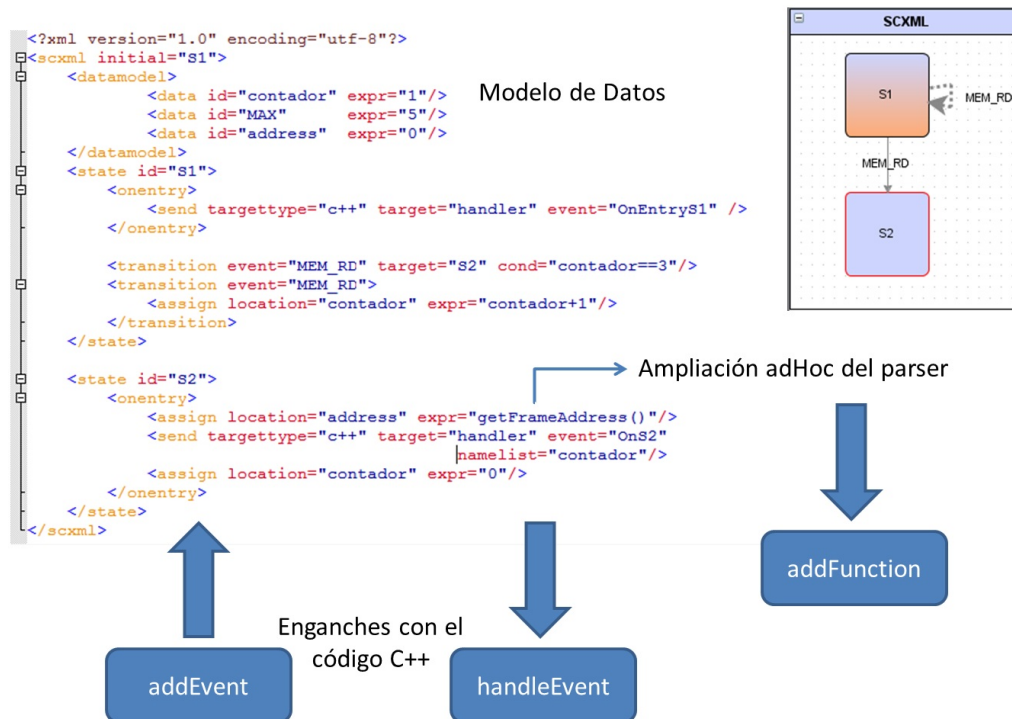 <?xml version="1.0" encoding="utf-8"?>
<scxml initial="S1">
<datamodel>
<data id="contador" expr="1"/>
<data id="MAX" expr="5"/>
<data id="address" expr="0"/>
</datamodel>
<state id="S1">
<onentry>
<send targettype="c++" target="handler" event="OnEntryS1" />
</onentry>
<transition event="MEM_RD" target="S2" cond="contador==3"/>
<transition event="MEM_RD">
<assign location="contador" expr="contador+1"/>
</transition>
</state>
<state id="S2">
<onentry>
<assign location="address" expr="getFrameAddress()"/>
<send targettype="c++" target="handler" event="OnS2"
namelist="contador"/>
<assign location="contador" expr="0"/>
</onentry>
</state>
</scxml>
Modelo de Datos
SCXML
S1
MEM_RD
MEM_RD
S2
Ampliación adHoc del parser
addFunction
Enganches con el
código C++
addEvent
handleEvent